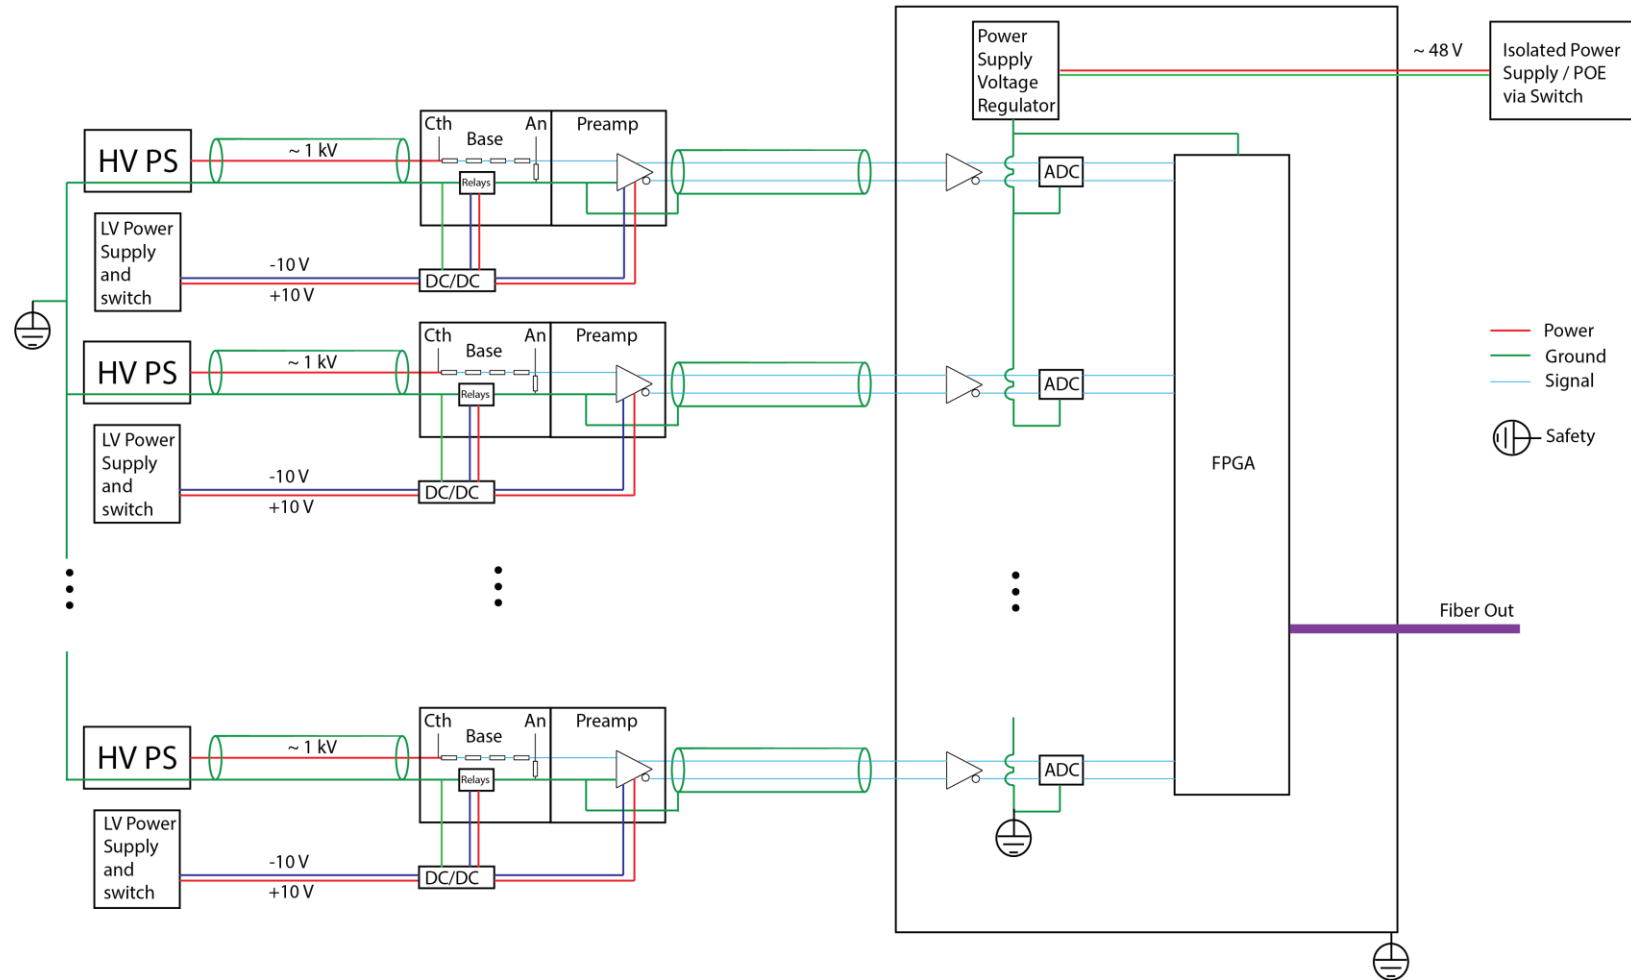 Power
Supply
Voltage
Regulator
~ 48 V
Isolated Power
Supply / POE
via Switch
HV PS
~ 1 kV
Cth
Base
An
Preamp
Relays
ADC
LV Power
Supply
and
switch
-10 V
+10 V
DC/DC
HV PS
~ 1 kV
Cth
Base
An
Preamp
Relays
ADC
LV Power
Supply
and
switch
-10 V
+10 V
DC/DC
Power
Ground
Signal
Safety
FPGA
Fiber Out
HV PS
~ 1 kV
Cth
Base
An
Preamp
Relays
ADC
LV Power
Supply
and
switch
-10 V
+10 V
DC/DC